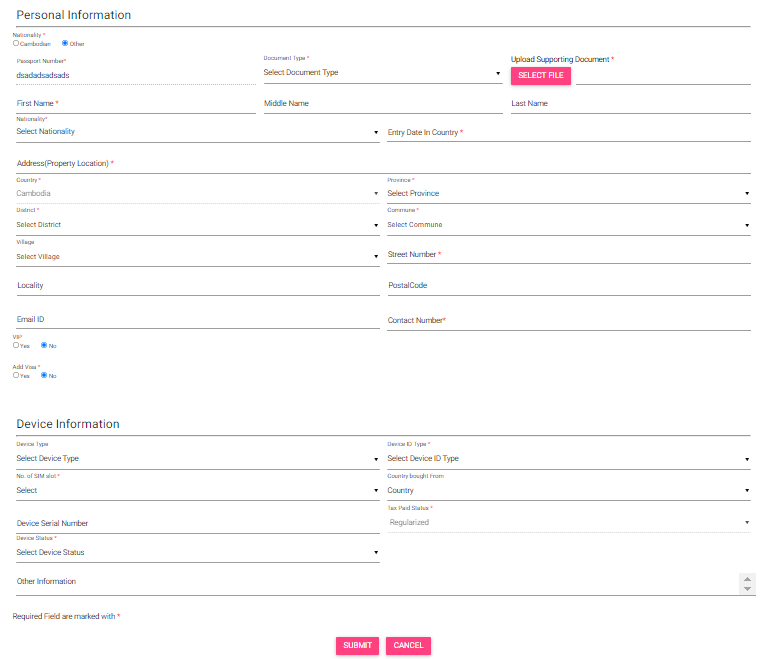 Personal Information
Nationality *
Cambodian Other
Passport Number* Document Type * Upload Supporting Document *
dsadadsadsads Select Document Type SELECT FILE
First Name * Middle Name Last Name
Nationality*
Select Nationality Entry Date In Country *
Address(Property Location) *
Country * Province *
Cambodia Select Province
District * Commune *
Select District Select Commune
Village
Select Village Street Number *
Locality PostalCode
Email ID Contact Number*
VIP
Yes No
Add Visa *
Yes No
Device Information
Device Type Device ID Type *
Select Device Type Select Device ID Type
No. of SIM slot * Country bought From
Select Country
Device Serial Number Tax Paid Status *
Regularized
Device Status *
Select Device Status
Other Information
Required Field are marked with *
SUBMIT CANCEL